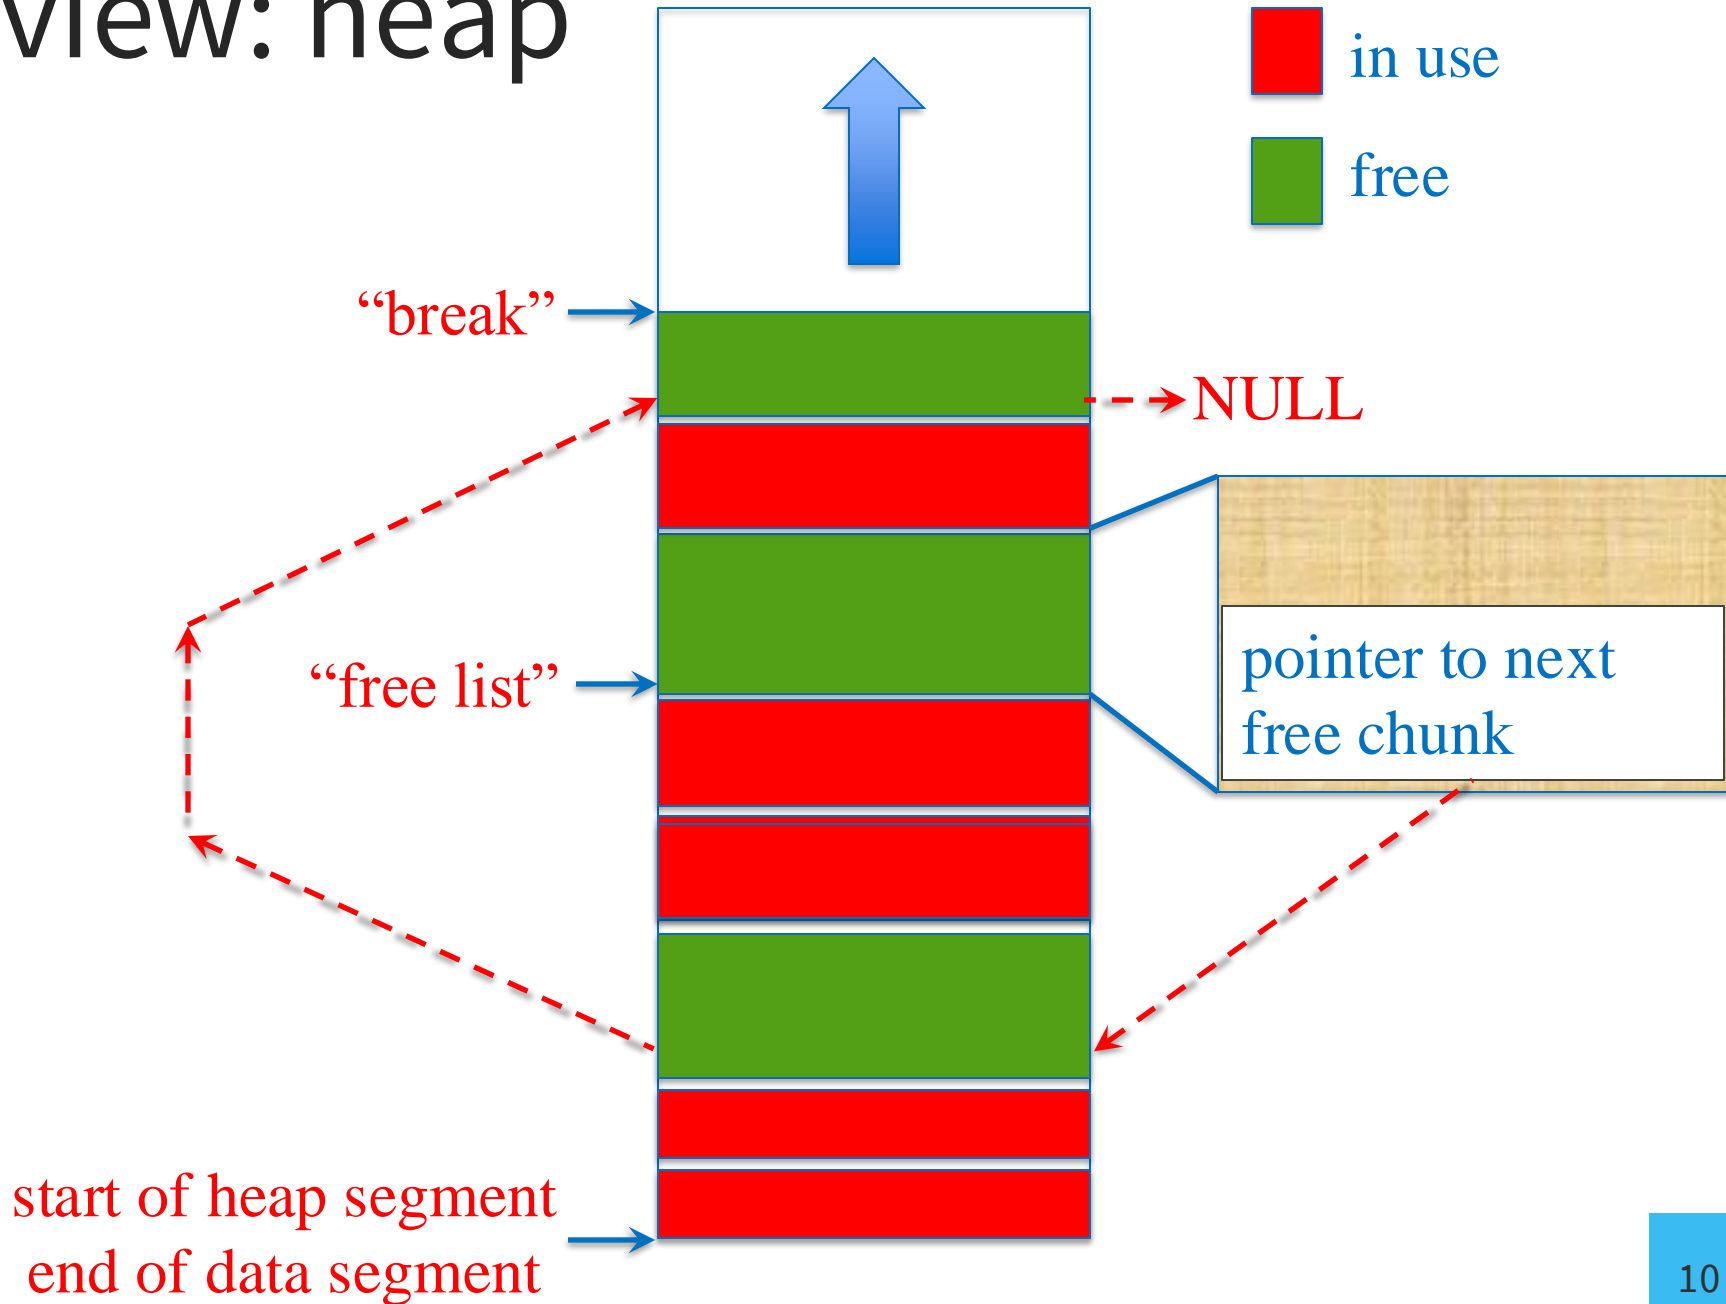 view: heap
in use
free
“break”
NULL
pointer to next
free chunk
“free list”
start of heap segment
end of data segment
10